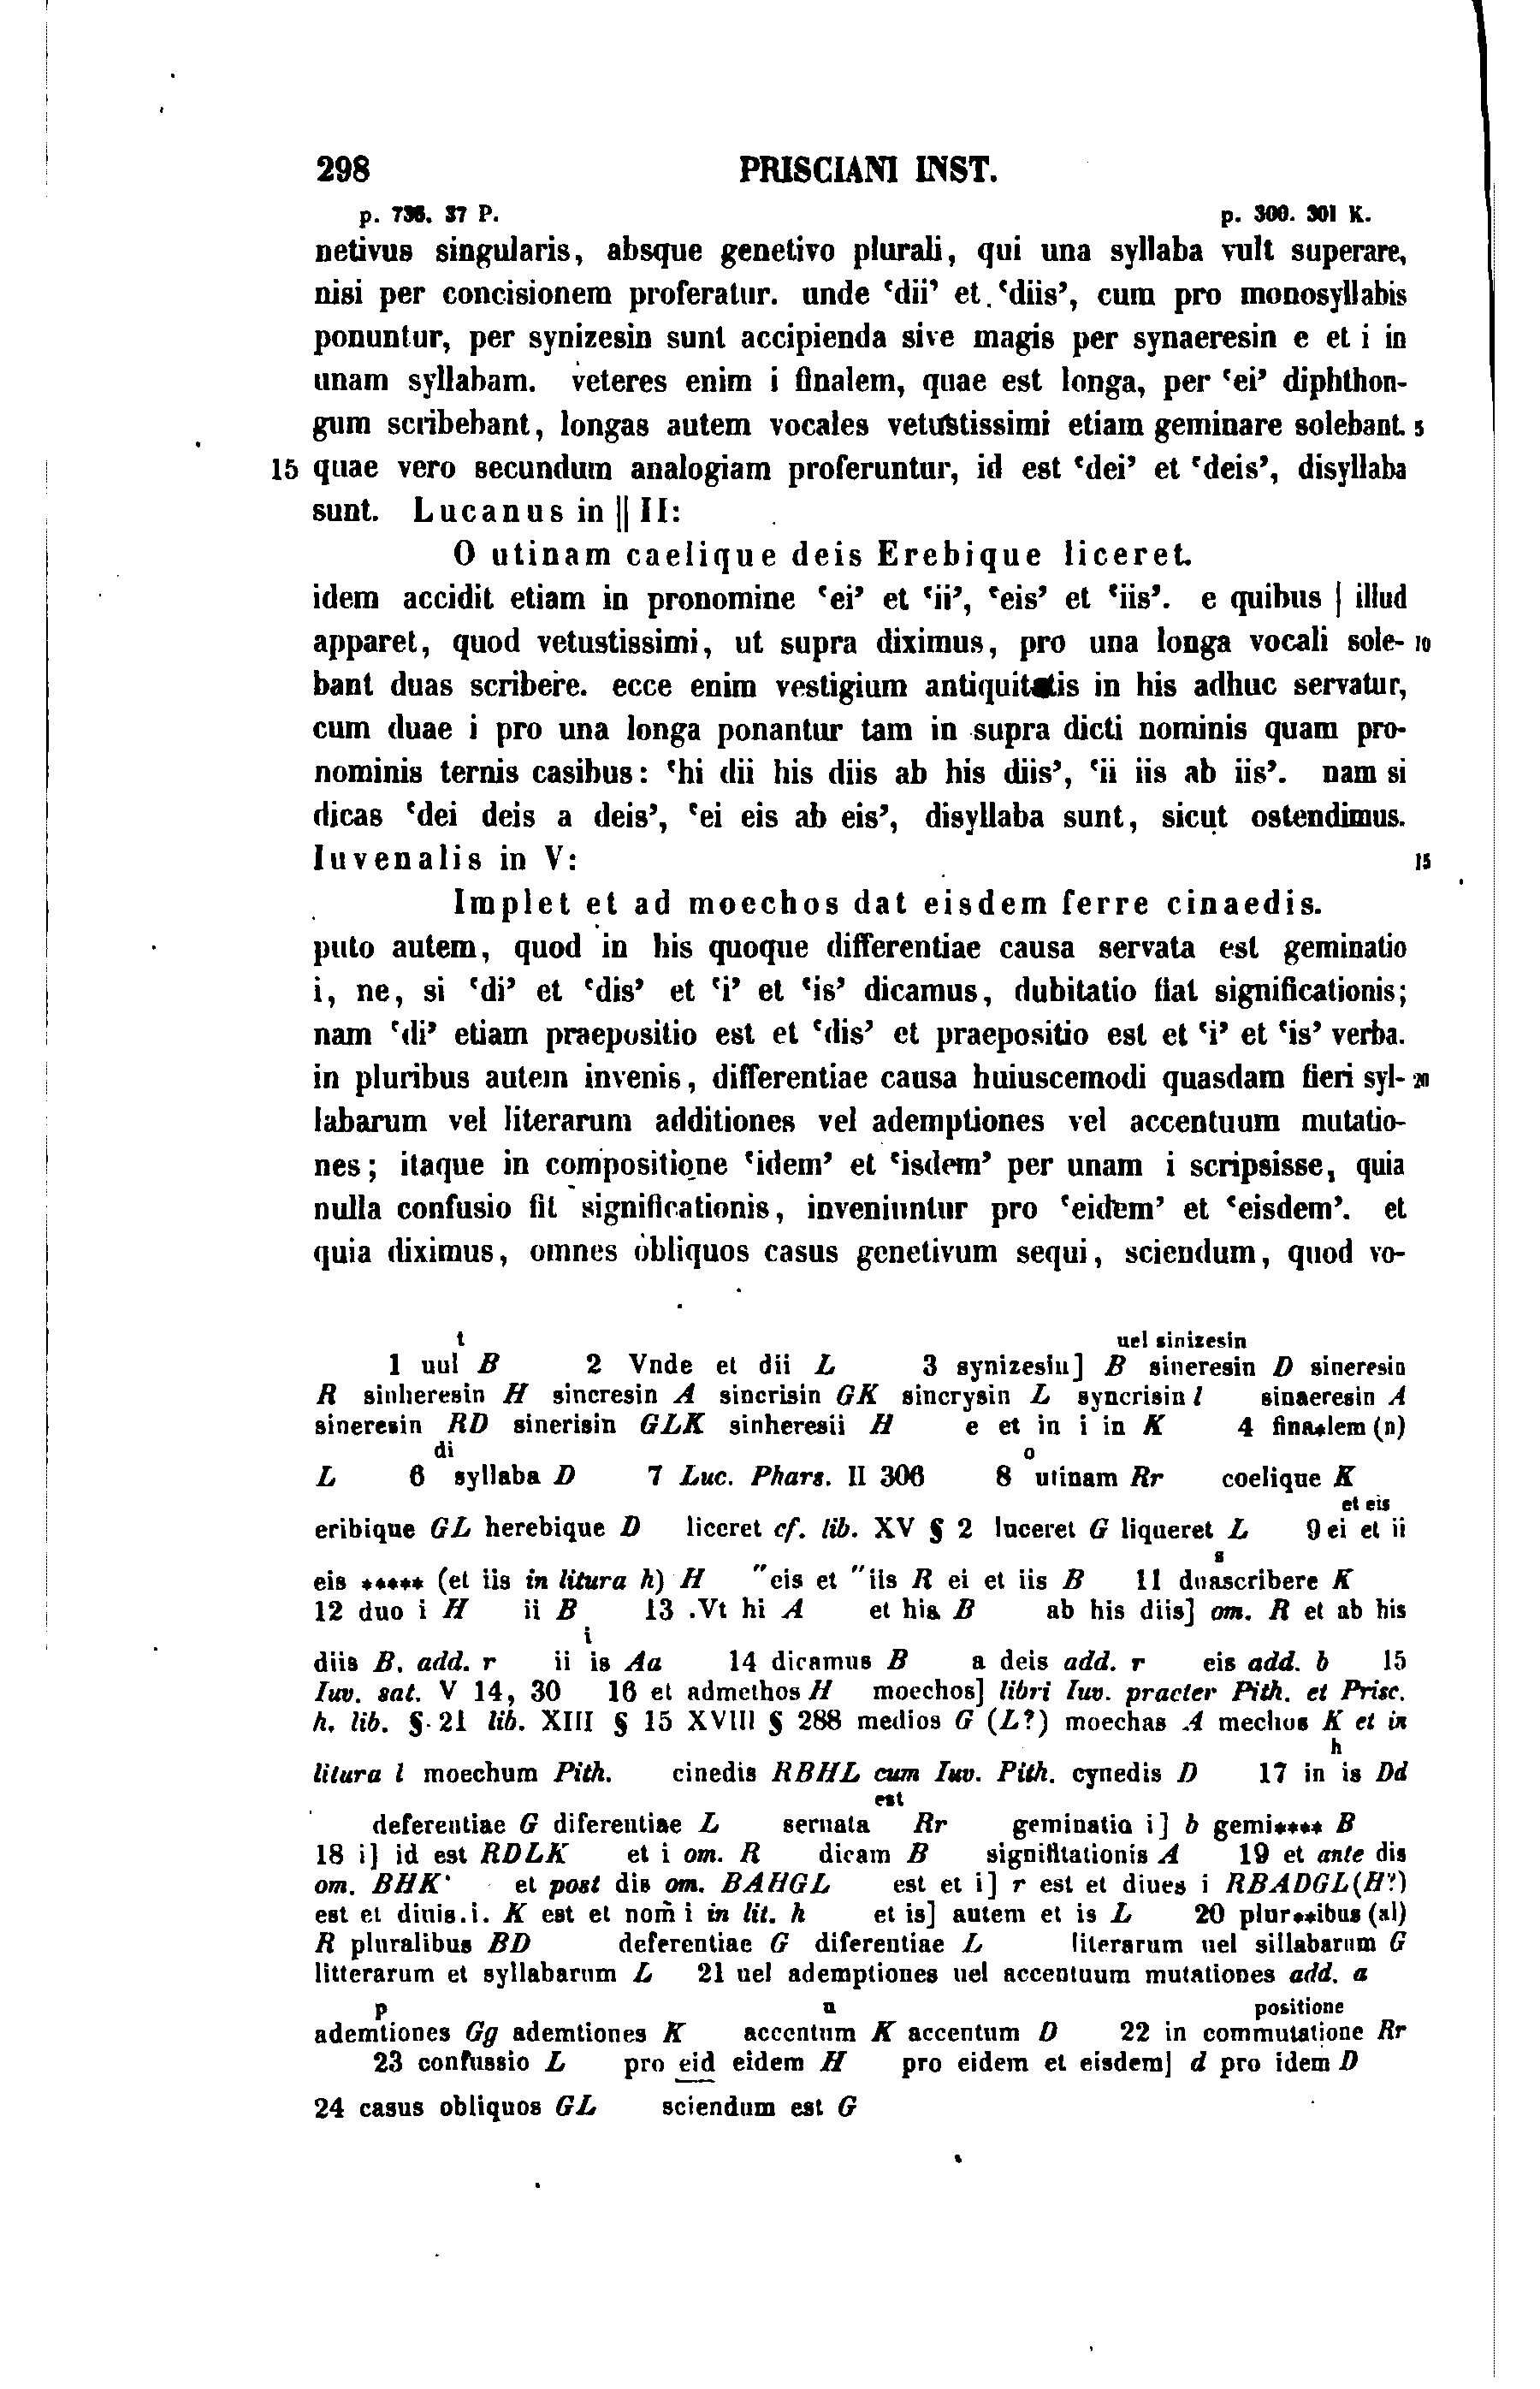 298 PRISCIANI INST.
p. 736. 37 P. p. 300. 301 K.
netivus singularis, absque genetivo plurali, qui una syllaba vult superare,
nisi per concisionem proferatur. unde ‘dii’ et ‘diis’, cum pro monosyllabis
ponuntur, per synizesin sunt accipienda sive magis per synaeresin e et i in
unam syllabam. veteres enim i finalem, quae est longa, per ‘ei’ diphthon-
gum scribebant, longas autem vocales vetustissimi etiam geminare solebant. 5
15 quae vero secundum analogiam proferuntur, id est ‘dei’ et ‘deis’, disyllaba
sunt. Lucanus in || II:
O utinam caelique deis Erebique liceret.
idem accidit etiam in pronomine ‘ei’ et ‘ii’, ‘eis’ et ‘iis’. e quibus | illud
apparet, quod vetustissimi, ut supra diximus, pro una longa vocali sole- 10
bant duas scribere. ecce enim vestigium antiquitatis in his adhuc servatur,
cum duae i pro una longa ponantur tam in supra dicti nominis quam pro-
nominis ternis casibus: ‘hi dii his diis ab his diis’, ‘ii iis ab iis’. nam si
dicas ‘dei deis a deis’, ‘ei eis ab eis’, disyllaba sunt, sicut ostendimus.
Iuvenalis in V: 15
Implet et ad moechos dat eisdem ferre cinaedis.
puto autem, quod in his quoque differentiae causa servata est geminatio
i, ne, si ‘di’ et ‘dis’ et ‘i’ et ‘is’ dicamus, dubitatio fiat significationis;
nam ‘di’ etiam praepositio est et ‘dis’ et praepositio est et ‘i’ et ‘is’ verba.
in pluribus autem invenis, differentiae causa huiuscemodi quasdam fieri syl- 20
labarum vel literarum additiones vel ademptiones vel accentuum mutatio-
nes; itaque in compositione ‘idem’ et ‘isdem’ per unam i scripsisse, quia
nulla confusio fit significationis, inveniuntur pro ‘eidem’ et ‘eisdem’. et
quia diximus, omnes obliquos casus genetivum sequi, sciendum, quod vo-
t uel sinizesin
1 uul B 2 Vnde et dii L 3 synizesin] B sineresin D sineresin
R sinheresin H sincresin A sincrisin GK sincrysin L syncrisin l sinaeresin A
sineresin RD sinerisin GLK sinheresii H e et in i in K 4 fina*lem (n)
di o
L 6 syllaba D 7 Luc. Phars. II 306 8 utinam Rr coelique K
et eis
eribique GL herebique D liceret cf. lib. XV § 2 luceret G liqueret L 9 ei et ii
s
eis ***** (et iis in litura h) H "eis et "iis R ei et iis B 11 duascribere K
12 duo i H ii B 13 .Vt hi A et his B ab his diis] om. R et ab his
i
diis B, add. r ii is Aa 14 dicamus B a deis add. r eis add. b 15
Iuv. sat. V 14, 30 16 et admethos H moechos] libri Iuv. praeter Pith. et Prisc.
h. lib. § 21 lib. XIII § 15 XVIII § 288 medios G (L?) moechas A mechus K et in
h
litura l moechum Pith. cinedis RBHL cum Iuv. Pith. cynedis D 17 in is Dd
est
deferentiae G diferentiae L seruata Rr geminatio i] b gemi**** B
18 i] id est RDLK et i om. R dicam B signifitationis A 19 et ante dis
om. BHK et post dis om. BAHGL est et i] r est et diues i RBADGL(H?)
est et diuis.i. K est et nom̄ i in lit. h et is] autem et is L 20 plur**ibus (al)
R pluralibus BD deferentiae G diferentiae L literarum uel sillabarum G
litterarum et syllabarum L 21 uel ademptiones uel accentuum mutationes add. a
p u positione
ademtiones Gg ademtiones K accentum K accentum D 22 in commutatione Rr
23 confussio L pro eid eidem H pro eidem et eisdem] d pro idem D
24 casus obliquos GL sciendum est G